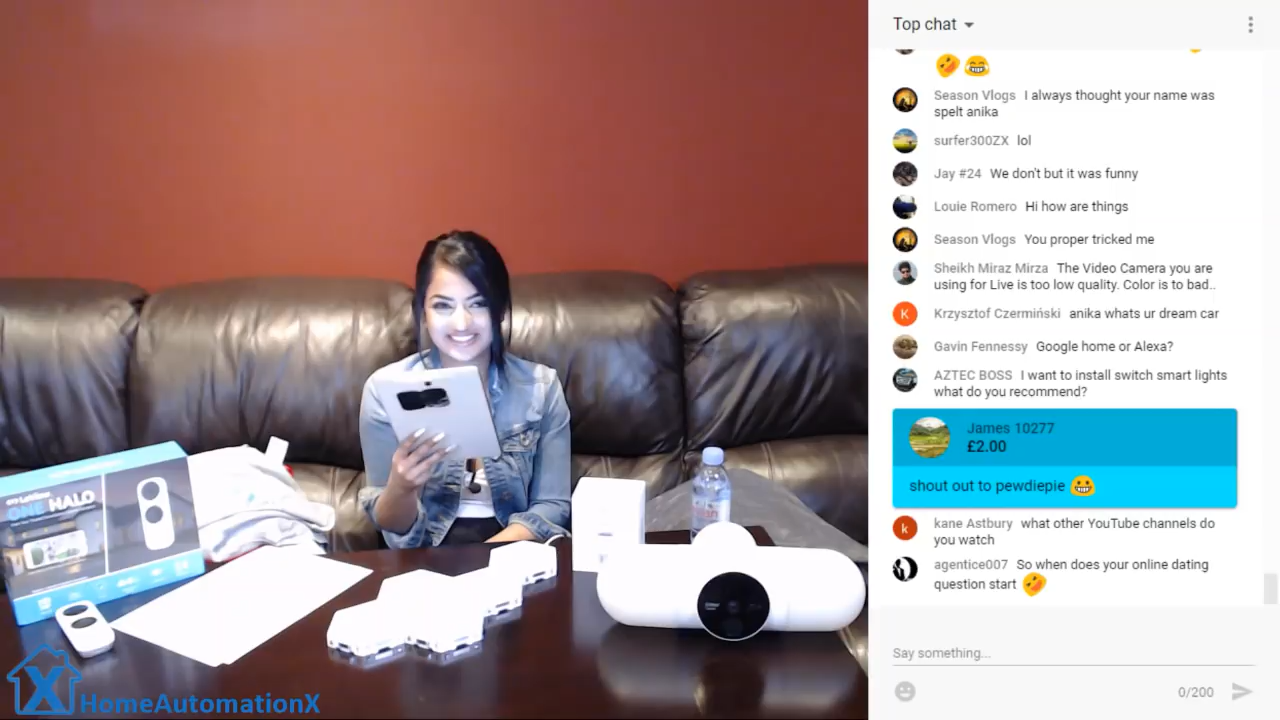 Top chat
Season Vlogs I always thought your name was
spelt anika
surfer300ZX lol
Jay #24 We don't but it was funny
Louie Romero Hi how are things
Season Vlogs You proper tricked me
Sheikh Miraz Mirza The Video Camera you are
using for Live is too low quality. Color is to bad..
Krzysztof Czermiński anika whats ur dream car
K
Gavin Fennessy Google home or Alexa?
AZTEC BOSS I want to install switch smart lights
what do you recommend?
James 10277
£2.00
shout out to pewdiepie
kane Astbury what other YouTube channels do
k
you watch
agentice007 So when does your online dating
question start
Say something...
0/200
ONE HALO
X HomeAutomationX